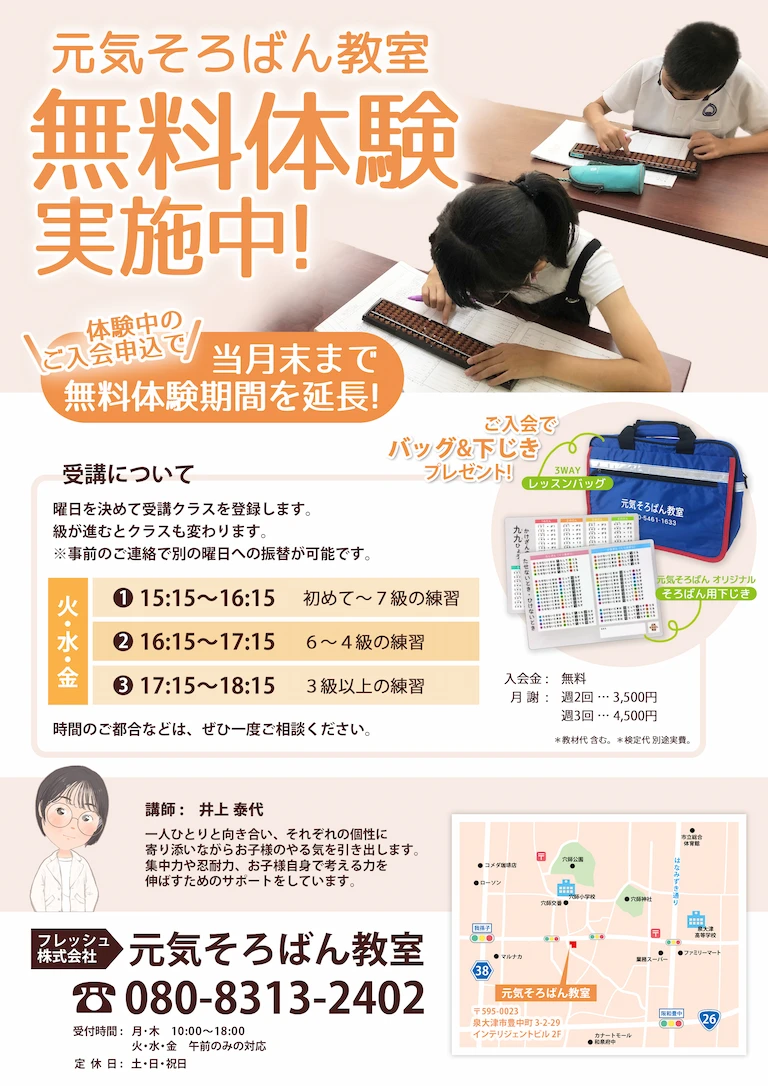 元気そろばん教室
無料体験
実施中!
体験中の
ご入会申込で
当月末まで
無料体験期間を延長!
ご入会で
バッグ&下じき
プレゼント!
3WAY
レッスンバッグ
元気そろばん教室
5461-1633
元気そろばん オリジナル
そろばん用下じき
受講について
曜日を決めて受講クラスを登録します。
級が進むとクラスも変わります。
※事前のご連絡で別の曜日への振替が可能です。
火・水・金
❶ 15:15〜16:15 初めて〜7級の練習
❷ 16:15〜17:15 6〜4級の練習
❸ 17:15〜18:15 3級以上の練習
時間のご都合などは、ぜひ一度ご相談ください。
入会金： 無料
月 謝： 週2回 … 3,500円
週3回 … 4,500円
＊教材代 含む。＊検定代 別途実費。
講師： 井上 泰代
一人ひとりと向き合い、それぞれの個性に
寄り添いながらお子様のやる気を引き出します。
集中力や忍耐力、お子様自身で考える力を
伸ばすためのサポートをしています。
フレッシュ
株式会社
元気そろばん教室
☎080-8313-2402
受付時間： 月・木 10:00〜18:00
火・水・金 午前のみの対応
定 休 日： 土・日・祝日
市立総合
体育館
コメダ珈琲店
穴師公園
はなみずき通り
ローソン
穴師小学校
穴師交番
穴師神社
泉大津
高等学校
我孫子
マルナカ
業務スーパー
ファミリーマート
38
元気そろばん教室
〒595-0023
泉大津市豊中町 3-2-29
インテリジェントビル 2F
阪和豊中
26
カナートモール
和泉府中